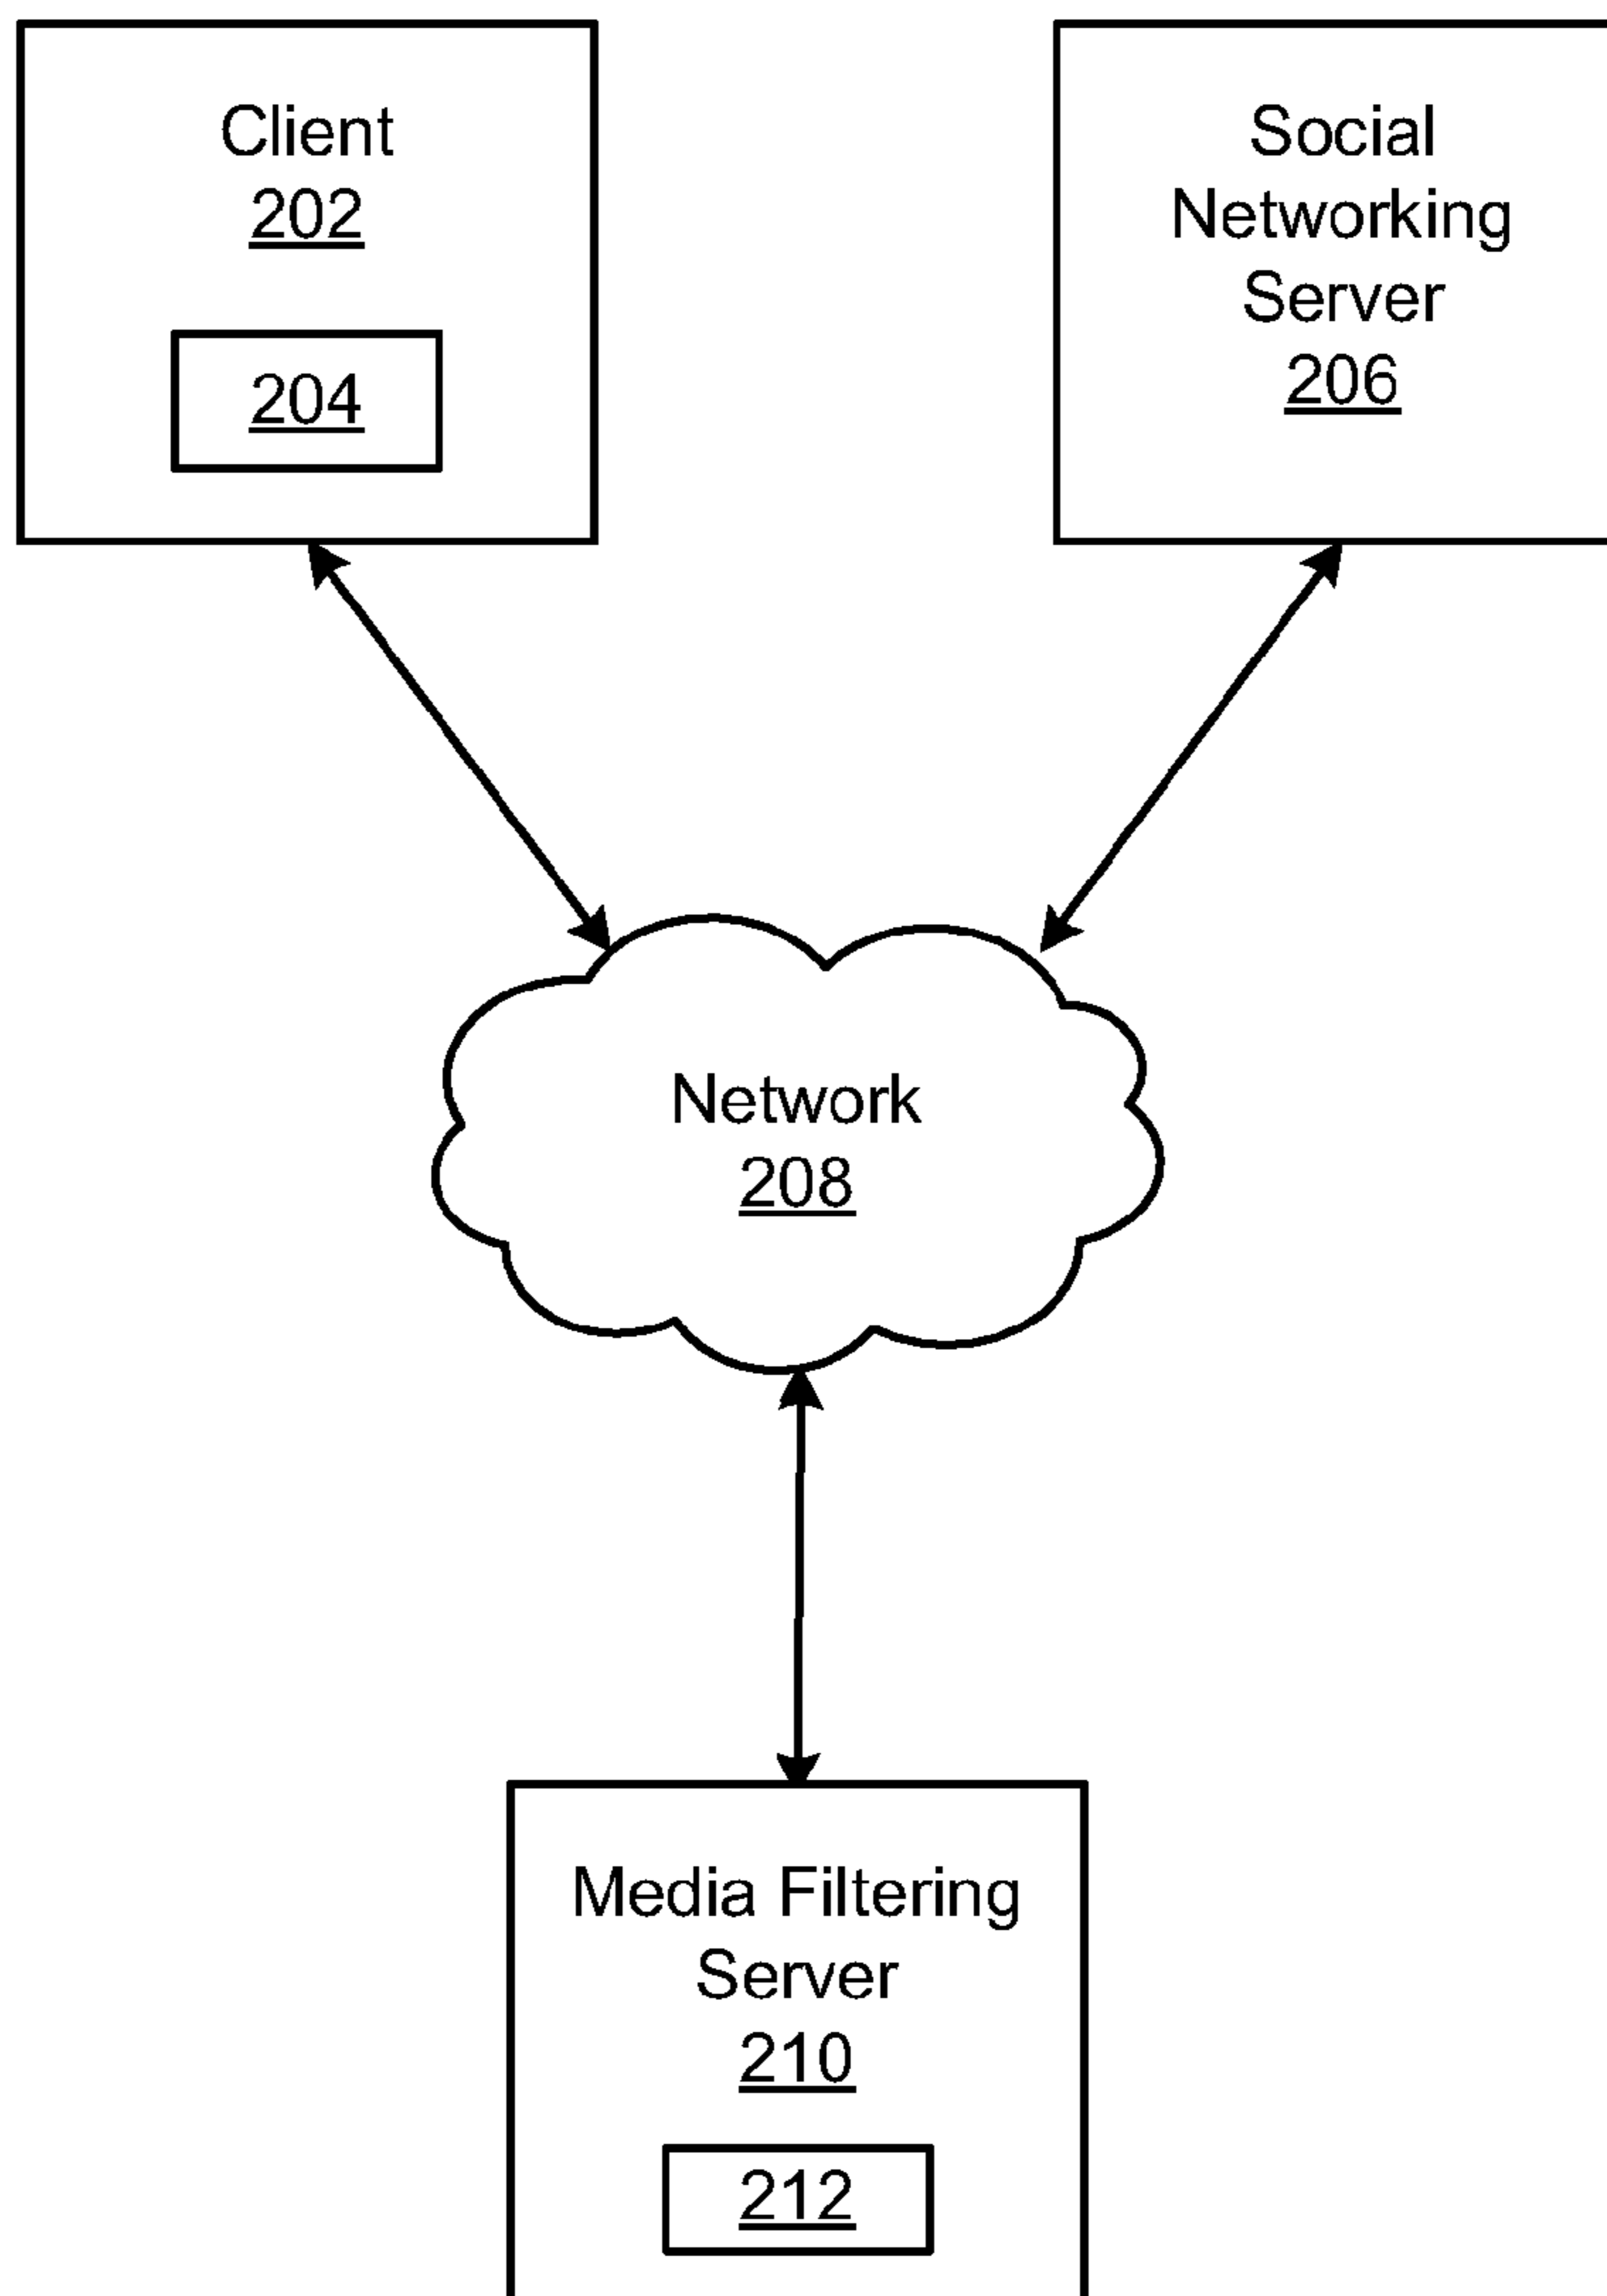 Client
202
204
Social
Networking
Server
206
Network
208
Media Filtering
Server
210
212